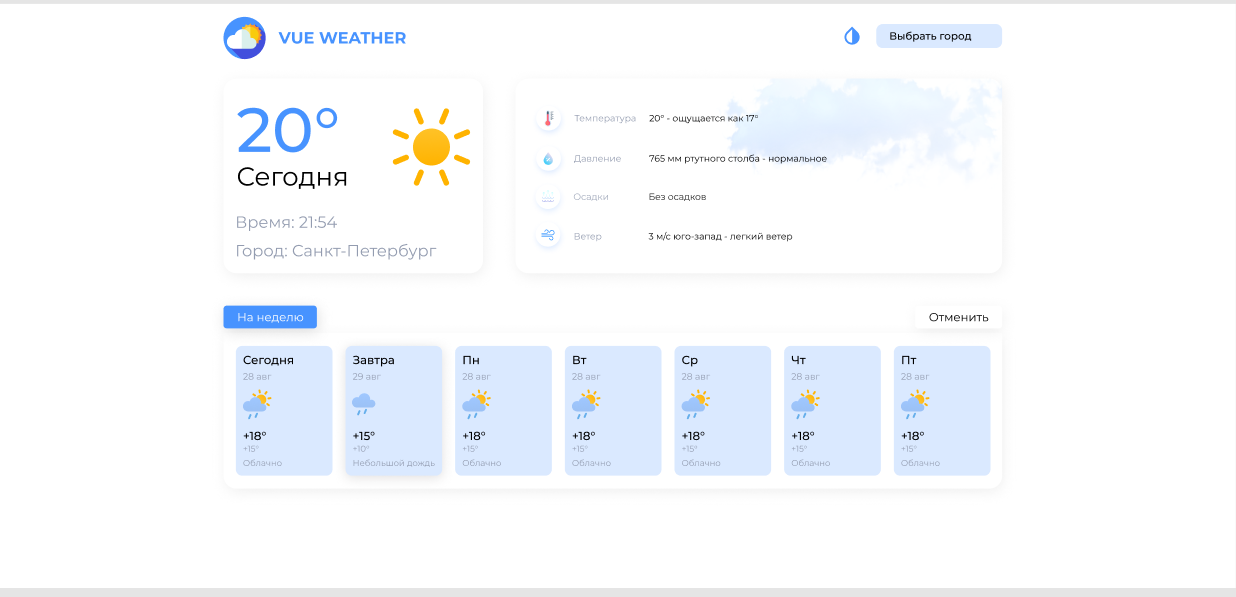 VUE WEATHER
Выбрать город
20°
Сегодня
Время: 21:54
Город: Санкт-Петербург
Температура 20° - ощущается как 17°
Давление 765 мм ртутного столба - нормальное
Осадки Без осадков
Ветер 3 м/с юго-запад - легкий ветер
На неделю
Отменить
Сегодня
28 авг
+18°
+15°
Облачно
Завтра
29 авг
+15°
+10°
Небольшой дождь
Пн
28 авг
+18°
+15°
Облачно
Вт
28 авг
+18°
+15°
Облачно
Ср
28 авг
+18°
+15°
Облачно
Чт
28 авг
+18°
+15°
Облачно
Пт
28 авг
+18°
+15°
Облачно